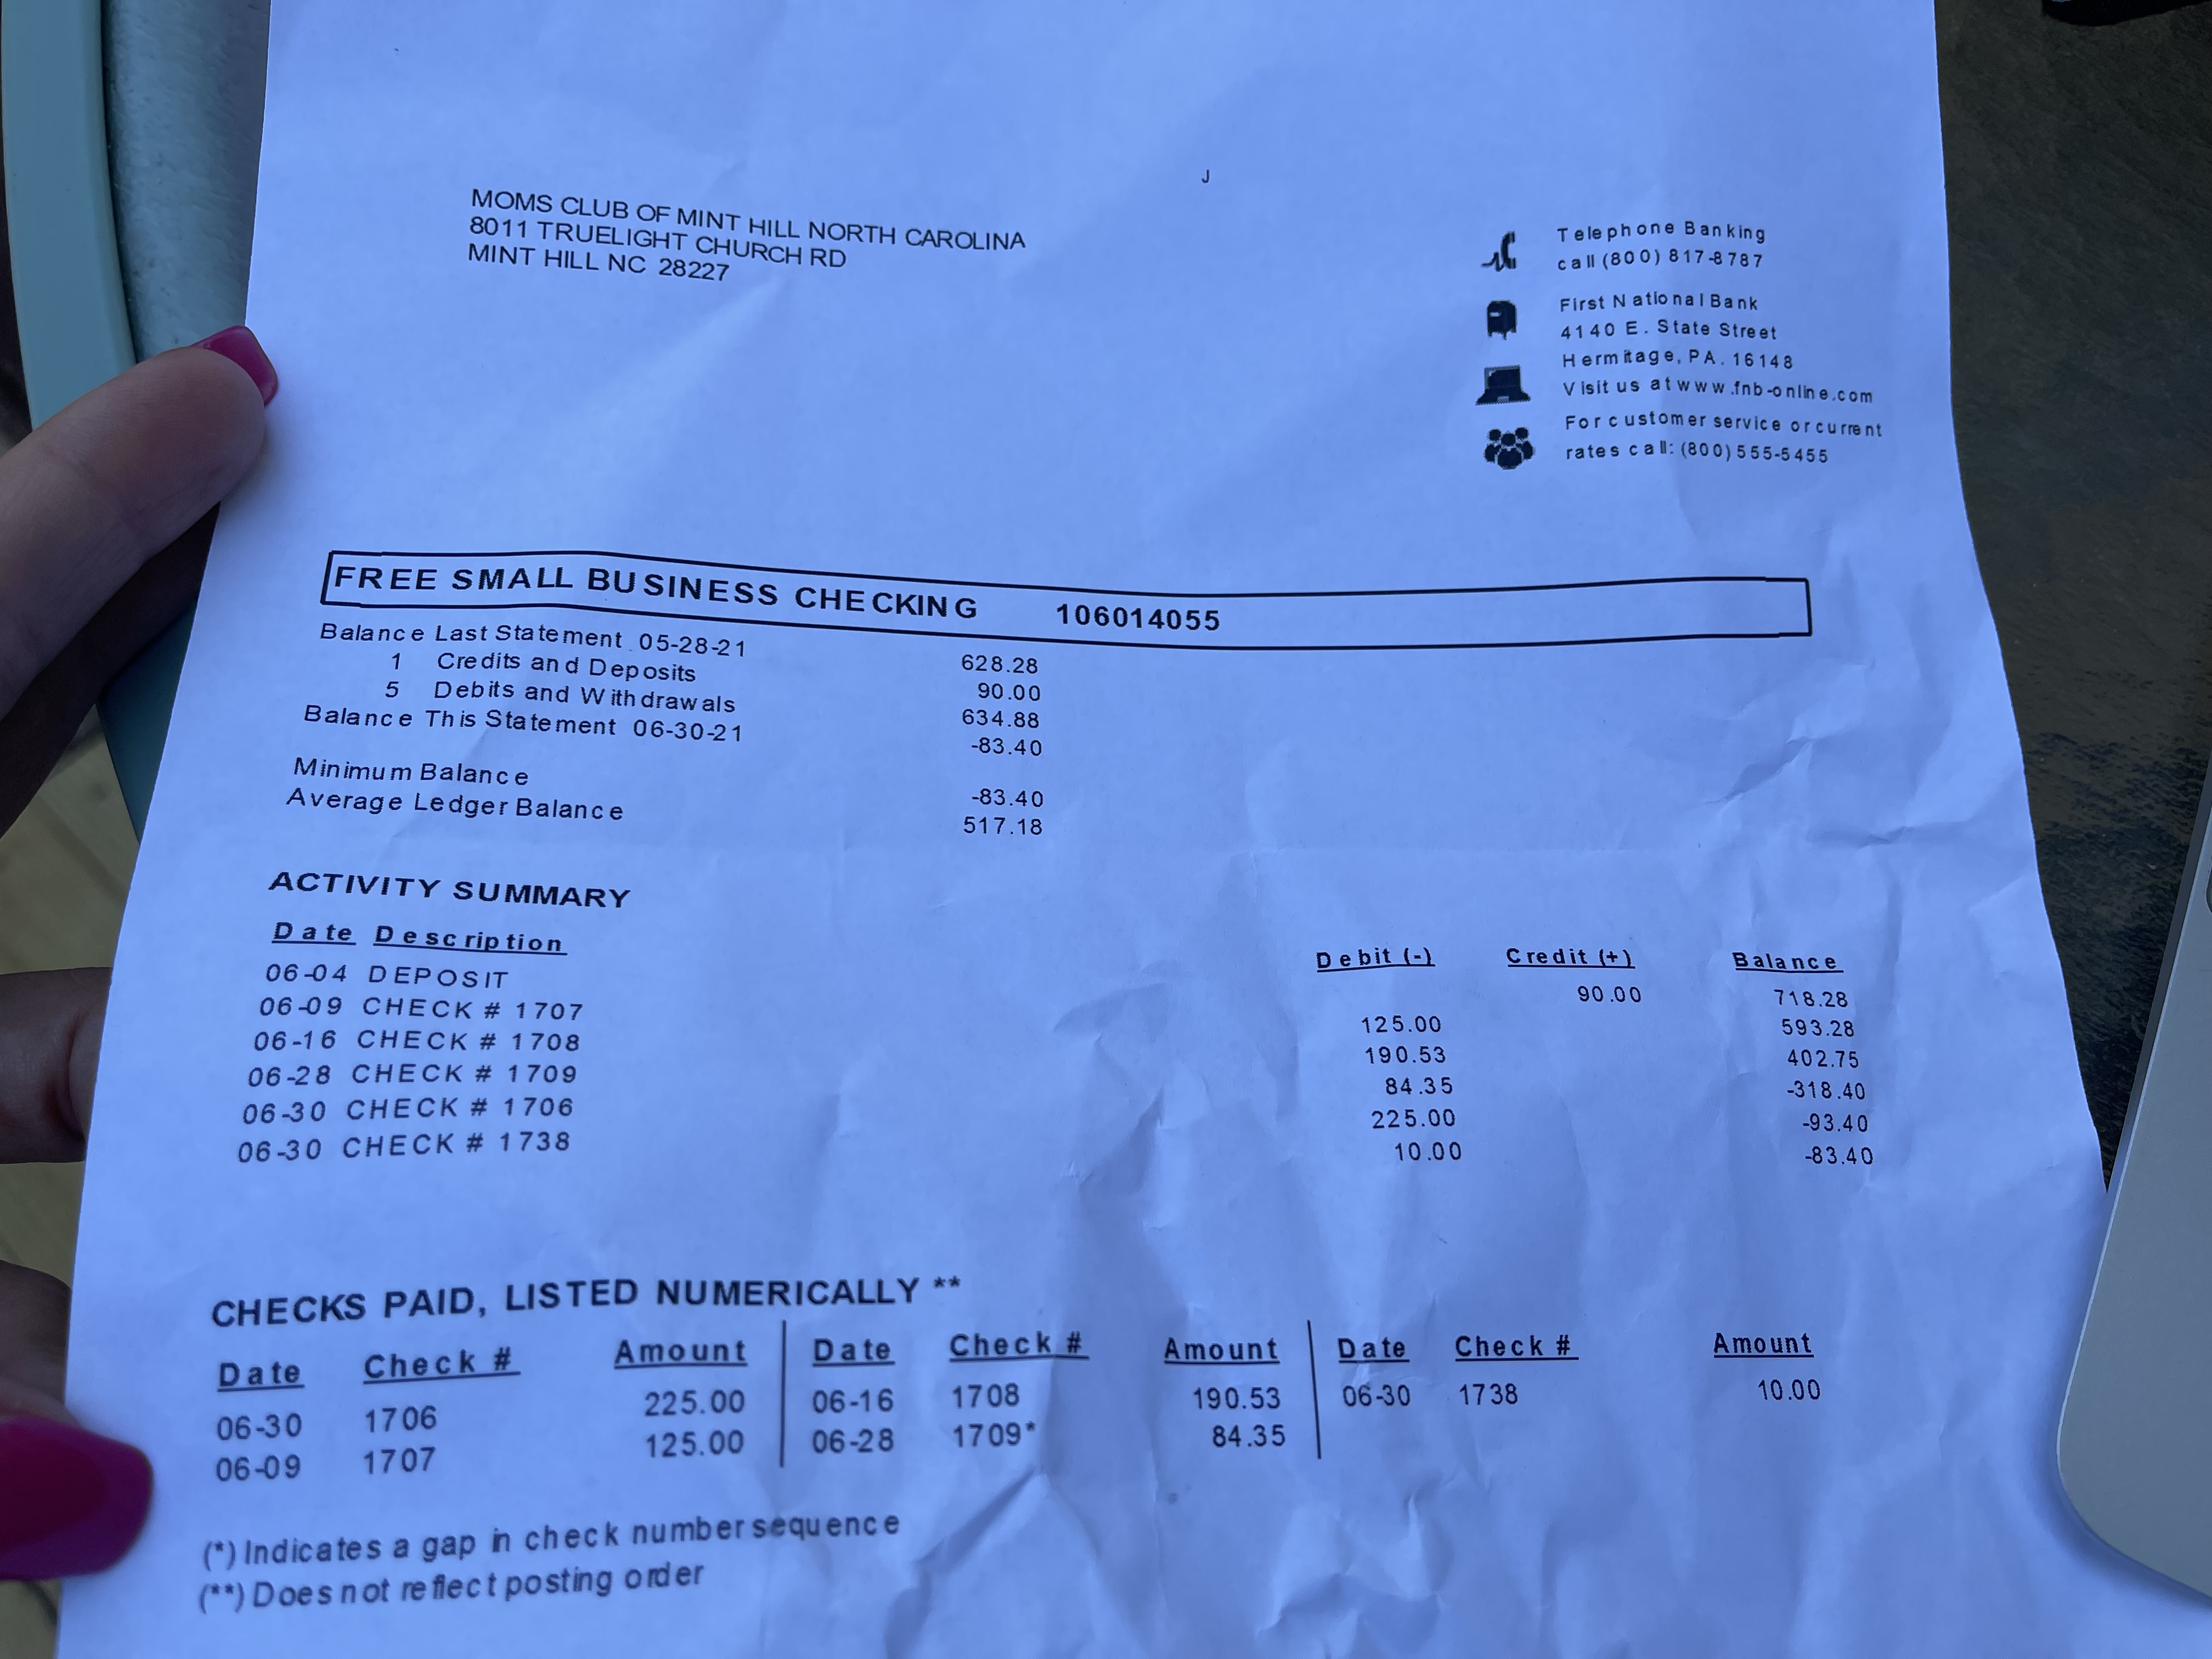 J
MOMS CLUB OF MINT HILL NORTH CAROLINA
8011 TRUELIGHT CHURCH RD
MINT HILL NC 28227
Telephone Banking
call (800) 817-8787
First National Bank
4140 E. State Street
Hermitage, PA. 16148
Visit us at www.fnb-online.com
For customer service or current
rates call: (800) 555-5455
FREE SMALL BUSINESS CHECKING 106014055
Balance Last Statement 05-28-21 628.28
1 Credits and Deposits 90.00
5 Debits and Withdrawals 634.88
Balance This Statement 06-30-21 -83.40
Minimum Balance -83.40
Average Ledger Balance 517.18
ACTIVITY SUMMARY
Date Description Debit (-) Credit (+) Balance
06-04 DEPOSIT 90.00 718.28
06-09 CHECK # 1707 125.00 593.28
06-16 CHECK # 1708 190.53 402.75
06-28 CHECK # 1709 84.35 -318.40
06-30 CHECK # 1706 225.00 -93.40
06-30 CHECK # 1738 10.00 -83.40
CHECKS PAID, LISTED NUMERICALLY **
Date Check # Amount | Date Check # Amount | Date Check # Amount
06-30 1706 225.00 | 06-16 1708 190.53 | 06-30 1738 10.00
06-09 1707 125.00 | 06-28 1709* 84.35
(*) Indicates a gap in check number sequence
(**) Does not reflect posting order